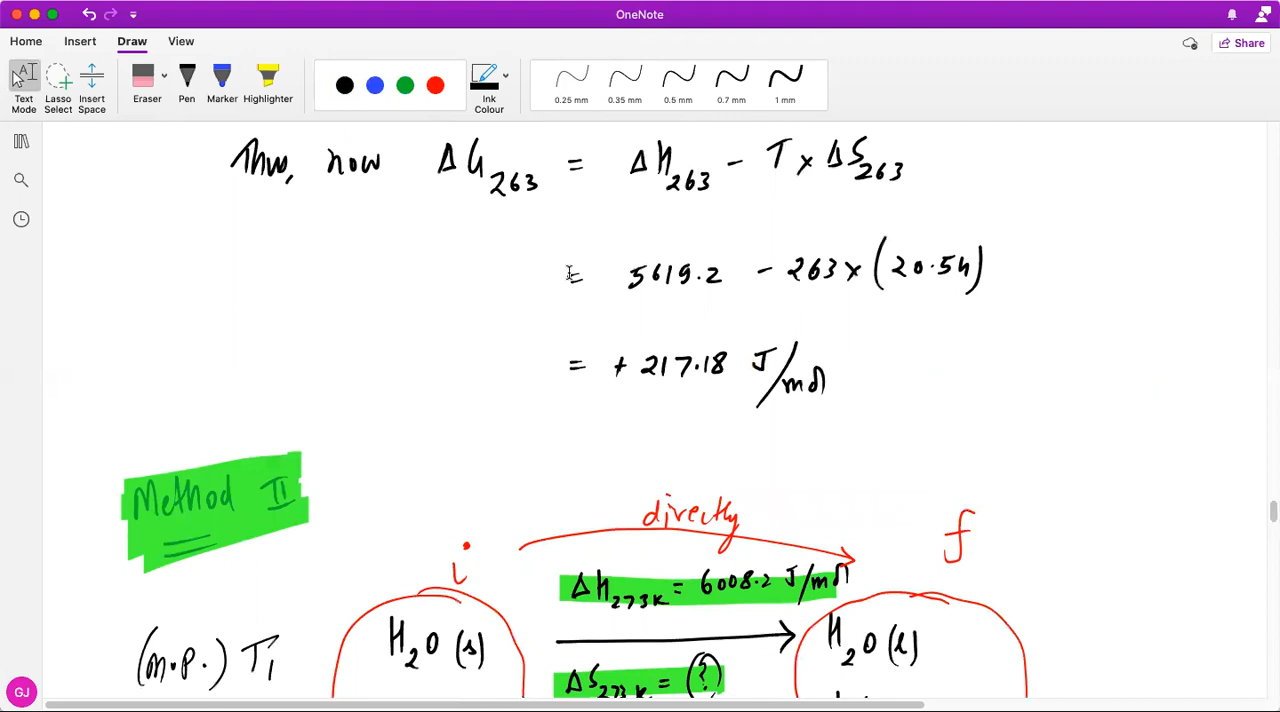 OneNote
Home Insert Draw View
Share
Text Mode
Lasso Select
Insert Space
Eraser
Pen
Marker
Highlighter
Ink Colour
0.25 mm 0.35 mm 0.5 mm 0.7 mm 1 mm
Thus, now ΔG263 = ΔH263 - T × ΔS263
= 5619.2 - 263 × (20.54)
= + 217.18 J/mol
Method II
directly
i f
ΔH273K = 6008.2 J/mol
(m.p.) T1 H2O (s) H2O (l)
ΔS273K = (?)
GJ